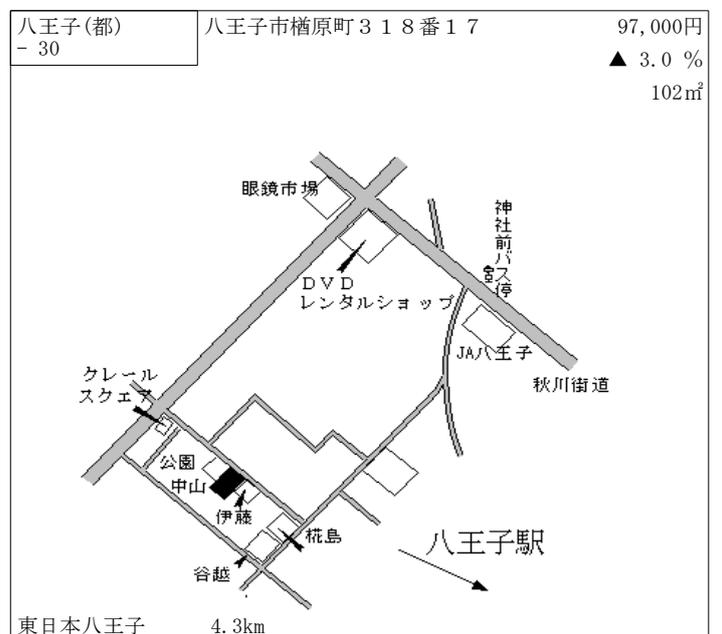 八王子(都)
- 30
八王子市楢原町３１８番１７
97,000円
▲ 3.0 %
102㎡
眼鏡市場
神社前バス停
ＤＶＤ
レンタルショップ
JA八王子
秋川街道
クレール
スクエア
公園
中山
伊藤
椛島
谷越
八王子駅
東日本八王子
4.3km